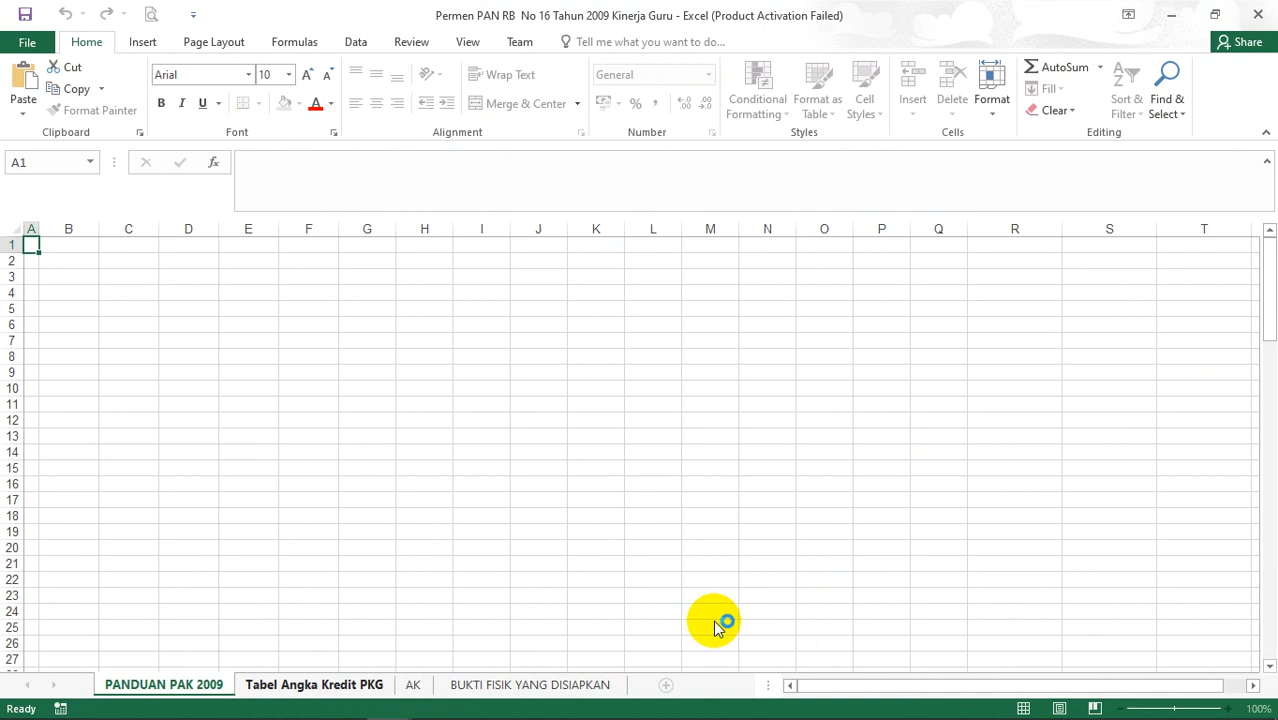 Permen PAN RB  No 16 Tahun 2009 Kinerja Guru - Excel (Product Activation Failed)
File Home Insert Page Layout Formulas Data Review View Team Tell me what you want to do... Share
Cut
Copy
Format Painter
Paste
Clipboard
Arial 10
B I U
Font
Wrap Text
Merge & Center
Alignment
General
%
Number
Conditional Formatting
Format as Table
Cell Styles
Styles
Insert Delete Format
Cells
AutoSum
Fill
Clear
Sort & Filter
Find & Select
Editing
A1
fx
A B C D E F G H I J K L M N O P Q R S T
1
2
3
4
5
6
7
8
9
10
11
12
13
14
15
16
17
18
19
20
21
22
23
24
25
26
27
PANDUAN PAK 2009 Tabel Angka Kredit PKG AK BUKTI FISIK YANG DISIAPKAN
Ready 100%